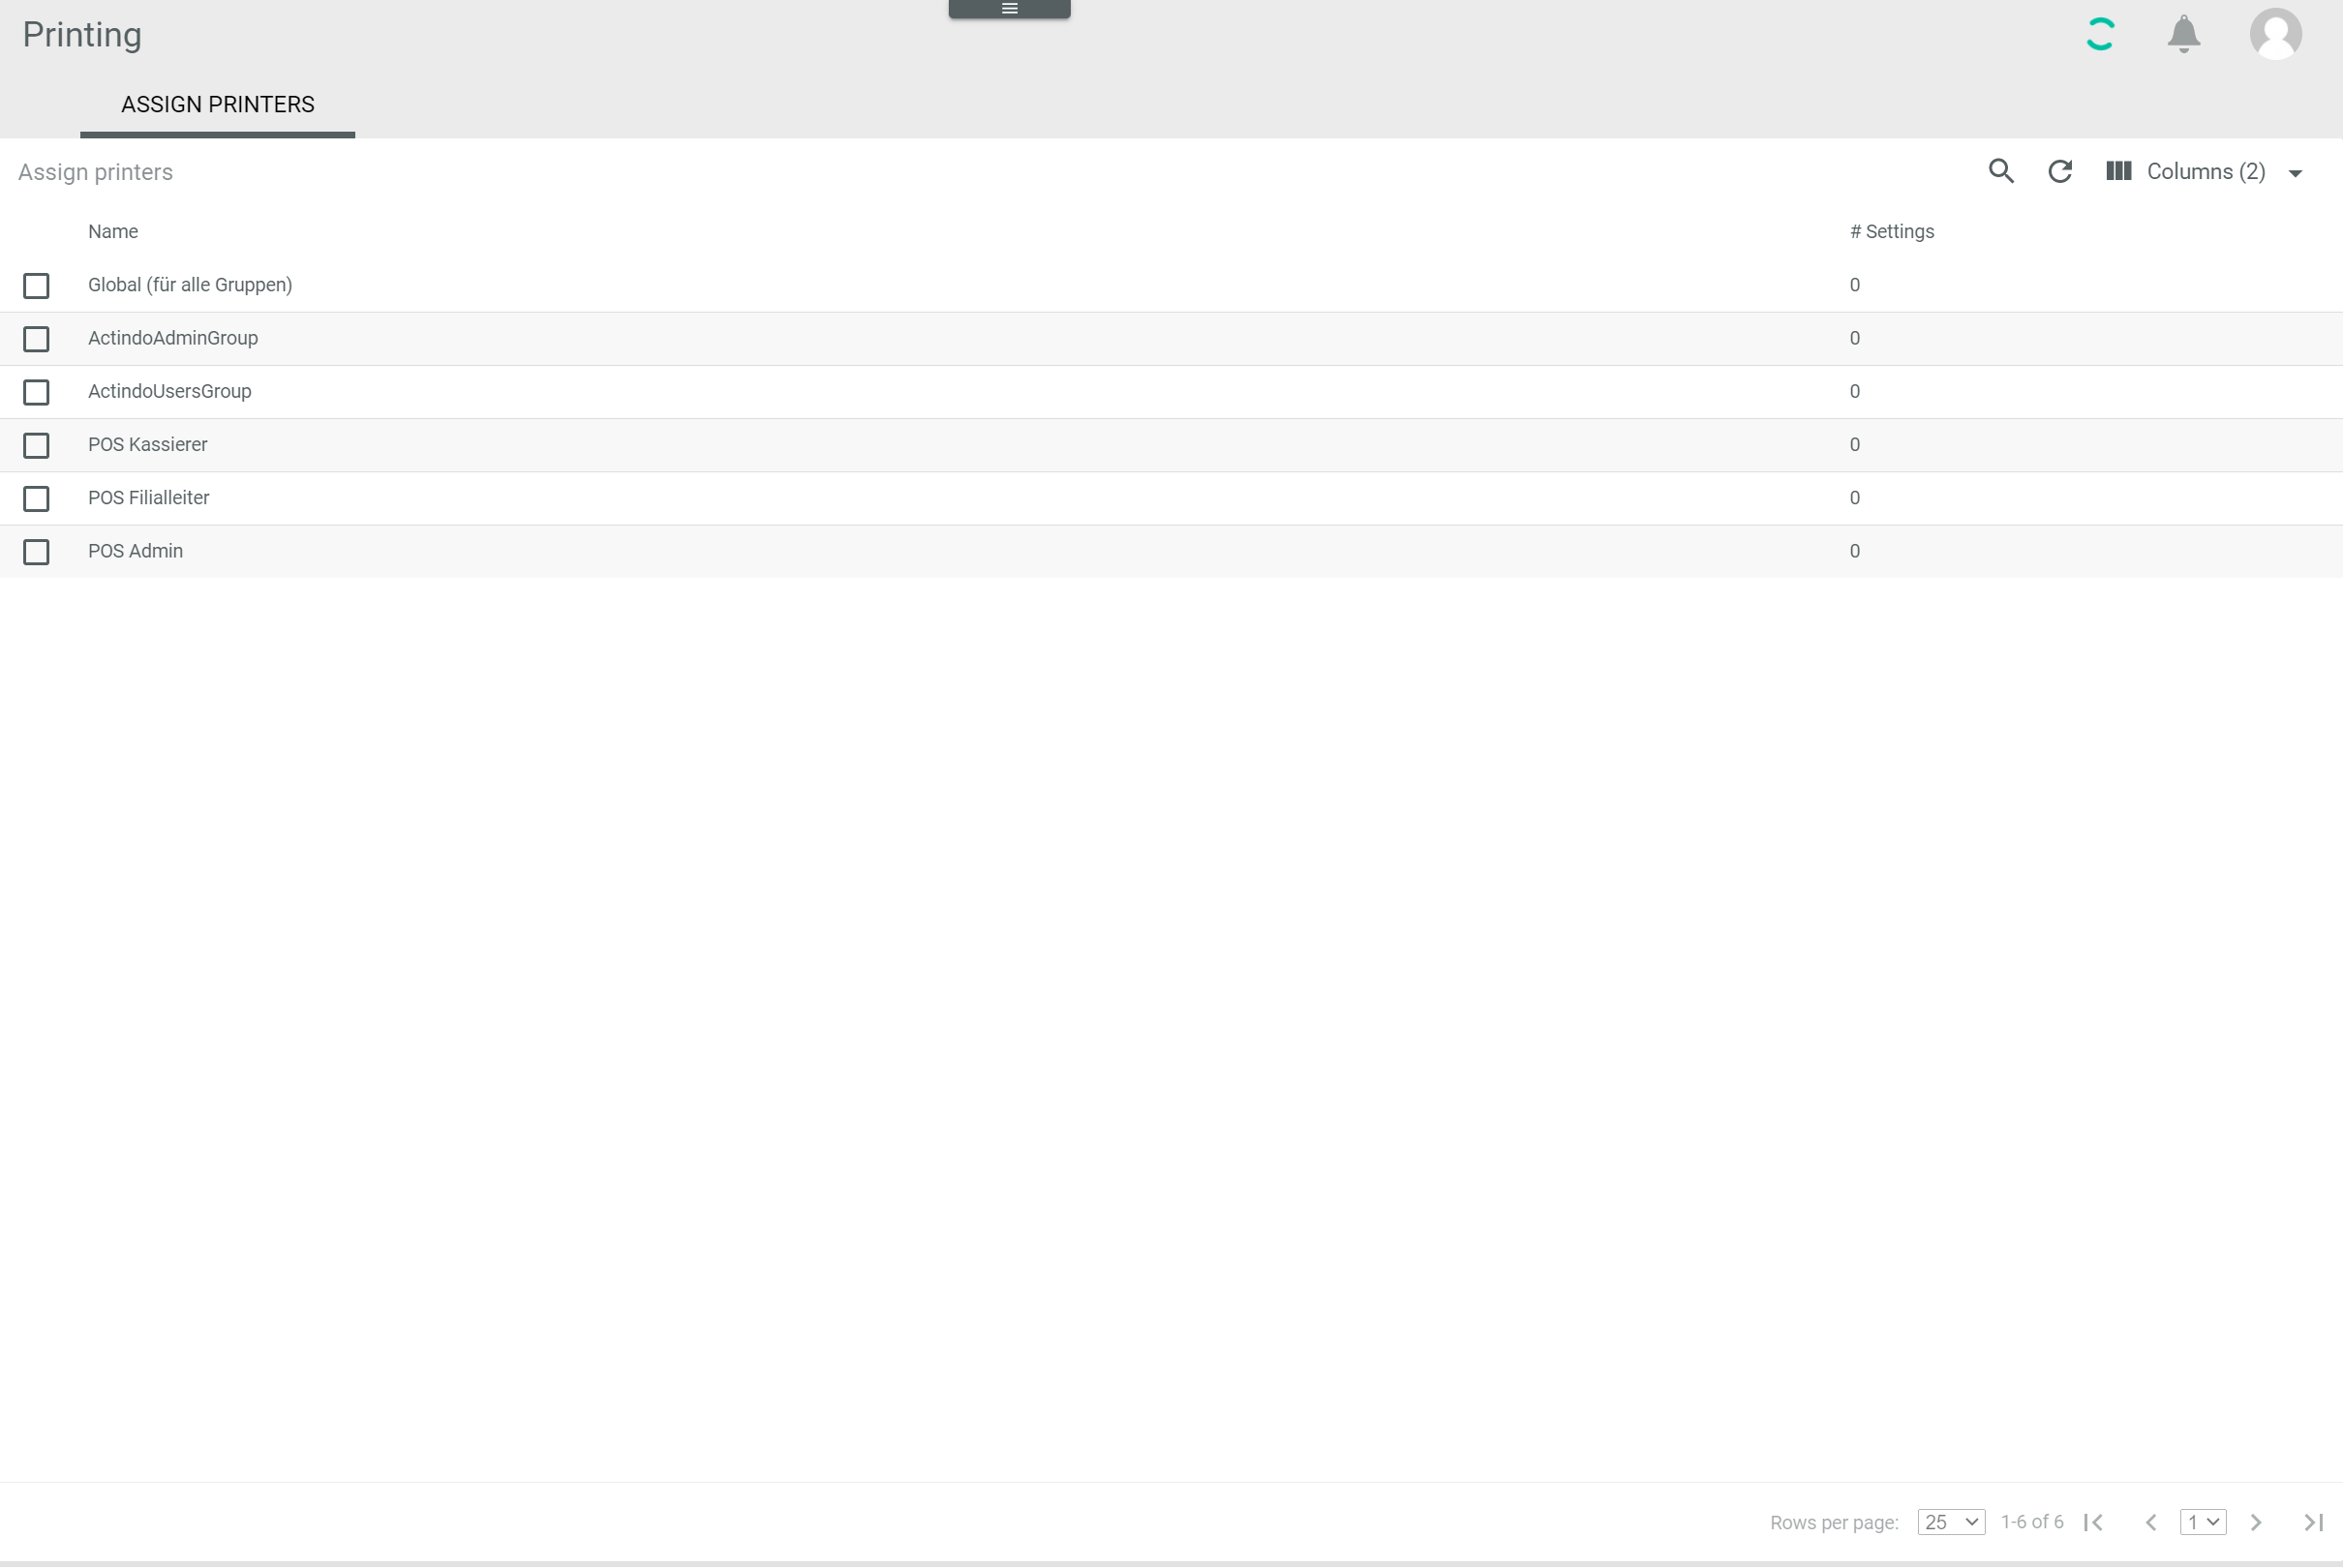 Printing
ASSIGN PRINTERS
Assign printers
Columns (2)
Name # Settings
Global (für alle Gruppen) 0
ActindoAdminGroup 0
ActindoUsersGroup 0
POS Kassierer 0
POS Filialleiter 0
POS Admin 0
Rows per page: 25 1-6 of 6 1